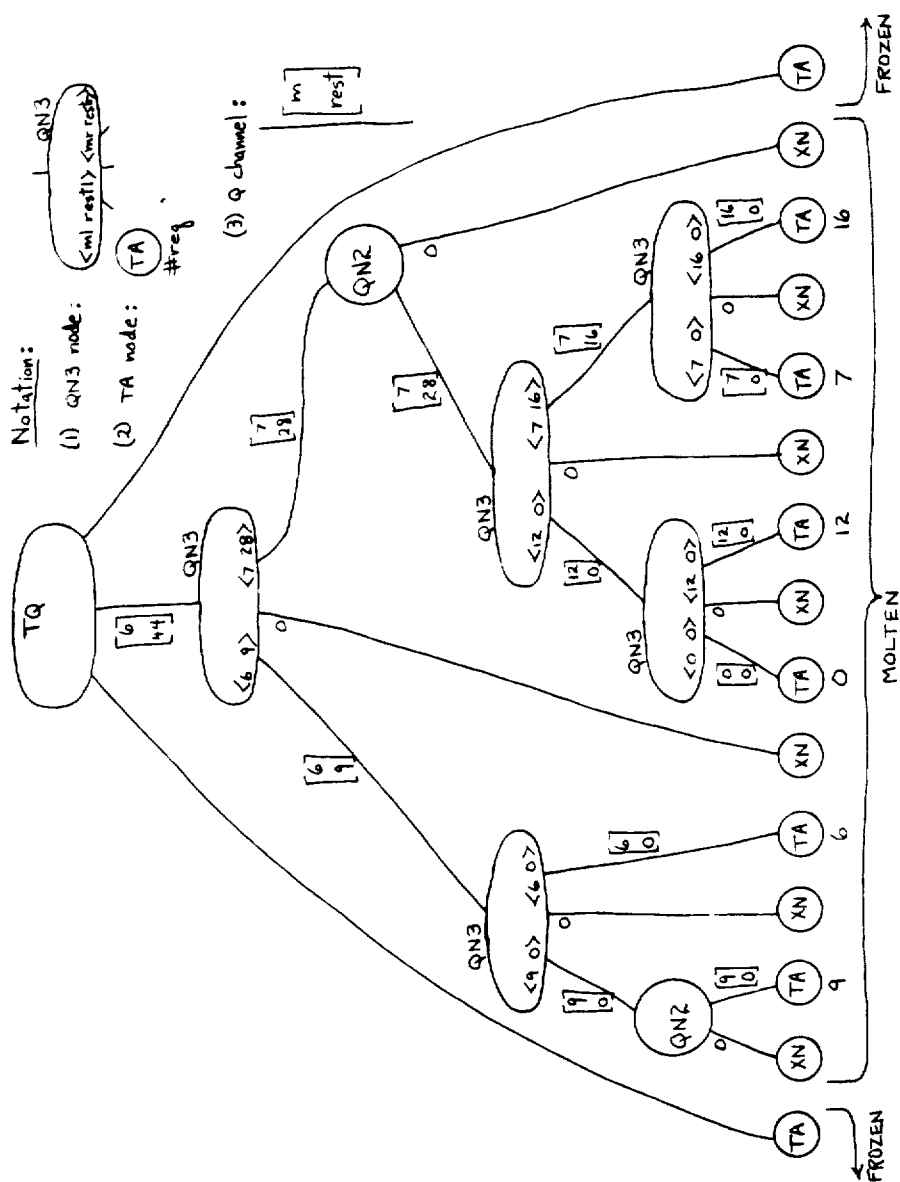 Notation:
(1) QN3 node:
QN3
<ml restl> <mr restr>
(2) TA node:
TA
#req
(3) Q channel:
[m rest]
TQ
[6 44]
QN3
<6 9> <7 28>
[6 9]
0
[7 28]
QN2
[7 28]
0
QN3
<9 0> <6 0>
[9 0]
0
[6 0]
QN3
<12 0> <7 16>
[12 0]
0
[7 16]
QN2
0
[9 0]
QN3
<0 0> <12 0>
[0 0]
0
[12 0]
QN3
<7 0> <16 0>
[7 0]
0
[16 0]
TA XN TA XN TA XN TA XN TA XN TA XN TA XN TA
9 6 0 12 7 16
FROZEN MOLTEN FROZEN